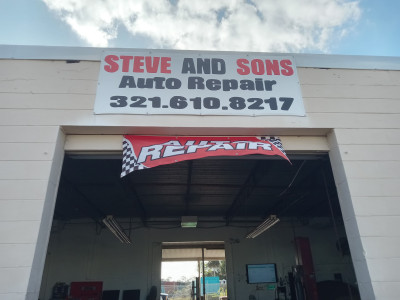 STEVE AND SONS
Auto Repair
321.610.8217
REPAIR